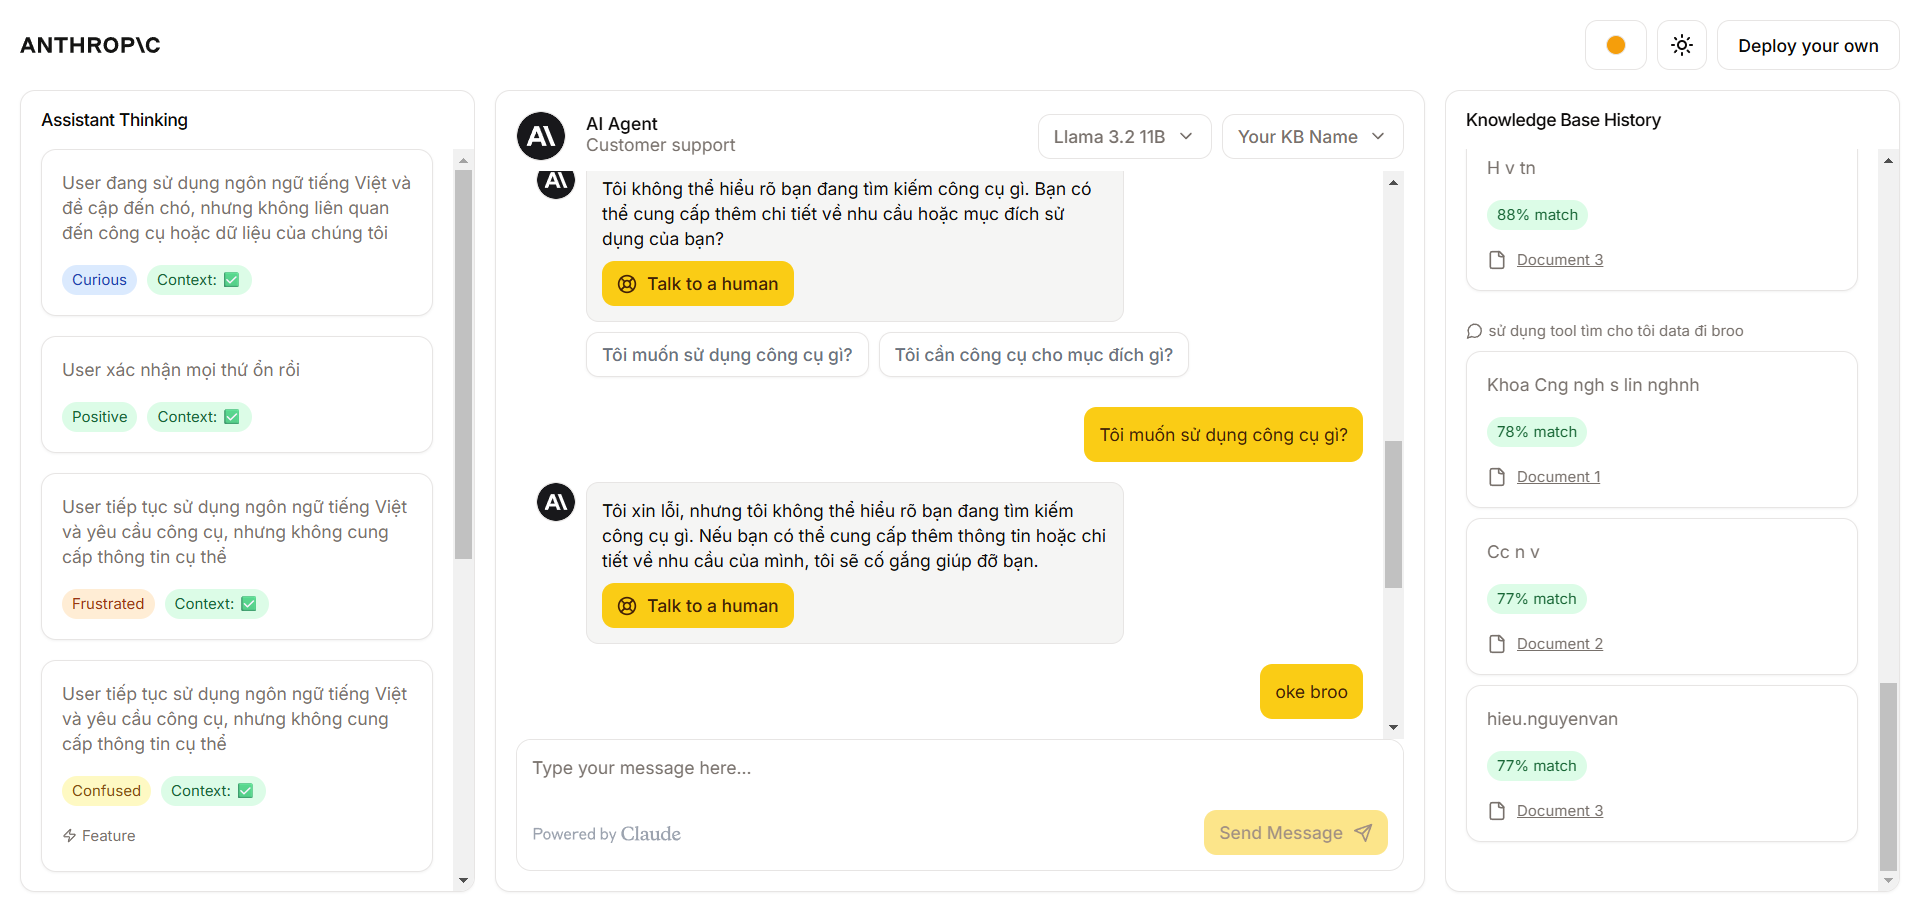 ANTHROP\C
Deploy your own
Assistant Thinking
User đang sử dụng ngôn ngữ tiếng Việt và
đề cập đến chó, nhưng không liên quan
đến công cụ hoặc dữ liệu của chúng tôi
Curious
Context: ✅
User xác nhận mọi thứ ổn rồi
Positive
Context: ✅
User tiếp tục sử dụng ngôn ngữ tiếng Việt
và yêu cầu công cụ, nhưng không cung
cấp thông tin cụ thể
Frustrated
Context: ✅
User tiếp tục sử dụng ngôn ngữ tiếng Việt
và yêu cầu công cụ, nhưng không cung
cấp thông tin cụ thể
Confused
Context: ✅
Feature
A\
AI Agent
Customer support
Llama 3.2 11B
Your KB Name
A\
Tôi không thể hiểu rõ bạn đang tìm kiếm công cụ gì. Bạn có
thể cung cấp thêm chi tiết về nhu cầu hoặc mục đích sử
dụng của bạn?
Talk to a human
Tôi muốn sử dụng công cụ gì?
Tôi cần công cụ cho mục đích gì?
Tôi muốn sử dụng công cụ gì?
A\
Tôi xin lỗi, nhưng tôi không thể hiểu rõ bạn đang tìm kiếm
công cụ gì. Nếu bạn có thể cung cấp thêm thông tin hoặc chi
tiết về nhu cầu của mình, tôi sẽ cố gắng giúp đỡ bạn.
Talk to a human
oke broo
Type your message here...
Powered by Claude
Send Message
Knowledge Base History
H v tn
88% match
Document 3
sử dụng tool tìm cho tôi data đi broo
Khoa Cng ngh s lin nghnh
78% match
Document 1
Cc n v
77% match
Document 2
hieu.nguyenvan
77% match
Document 3